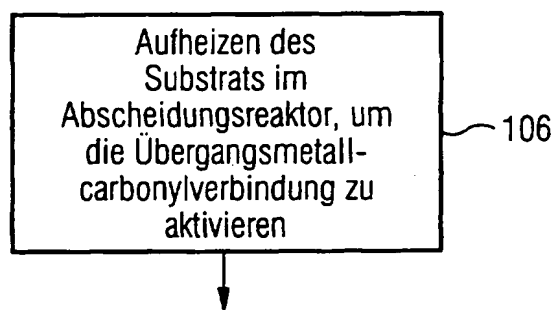 Aufheizen des
Substrats im
Abscheidungsreaktor, um
die Übergangsmetall-
carbonylverbindung zu
aktivieren
106